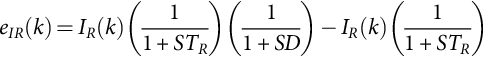 $e_{IR}(k) = I_R(k) \left( \frac{1}{1 + ST_R} \right) \left( \frac{1}{1 + SD} \right) - I_R(k) \left( \frac{1}{1 + ST_R} \right)$